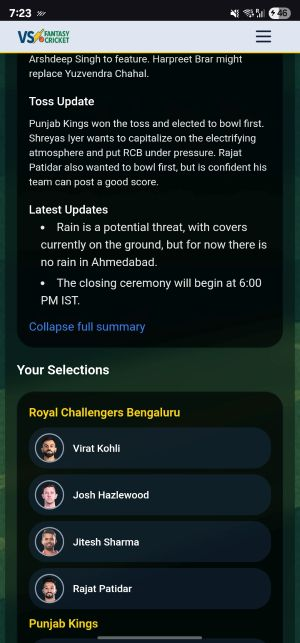 7:23
46
VS FANTASY
CRICKET
Arshdeep Singh to feature. Harpreet Brar might
replace Yuzvendra Chahal.
Toss Update
Punjab Kings won the toss and elected to bowl first.
Shreyas Iyer wants to capitalize on the electrifying
atmosphere and put RCB under pressure. Rajat
Patidar also wanted to bowl first, but is confident his
team can post a good score.
Latest Updates
• Rain is a potential threat, with covers
currently on the ground, but for now there is
no rain in Ahmedabad.
• The closing ceremony will begin at 6:00
PM IST.
Collapse full summary
Your Selections
Royal Challengers Bengaluru
Virat Kohli
Josh Hazlewood
Jitesh Sharma
Rajat Patidar
Punjab Kings